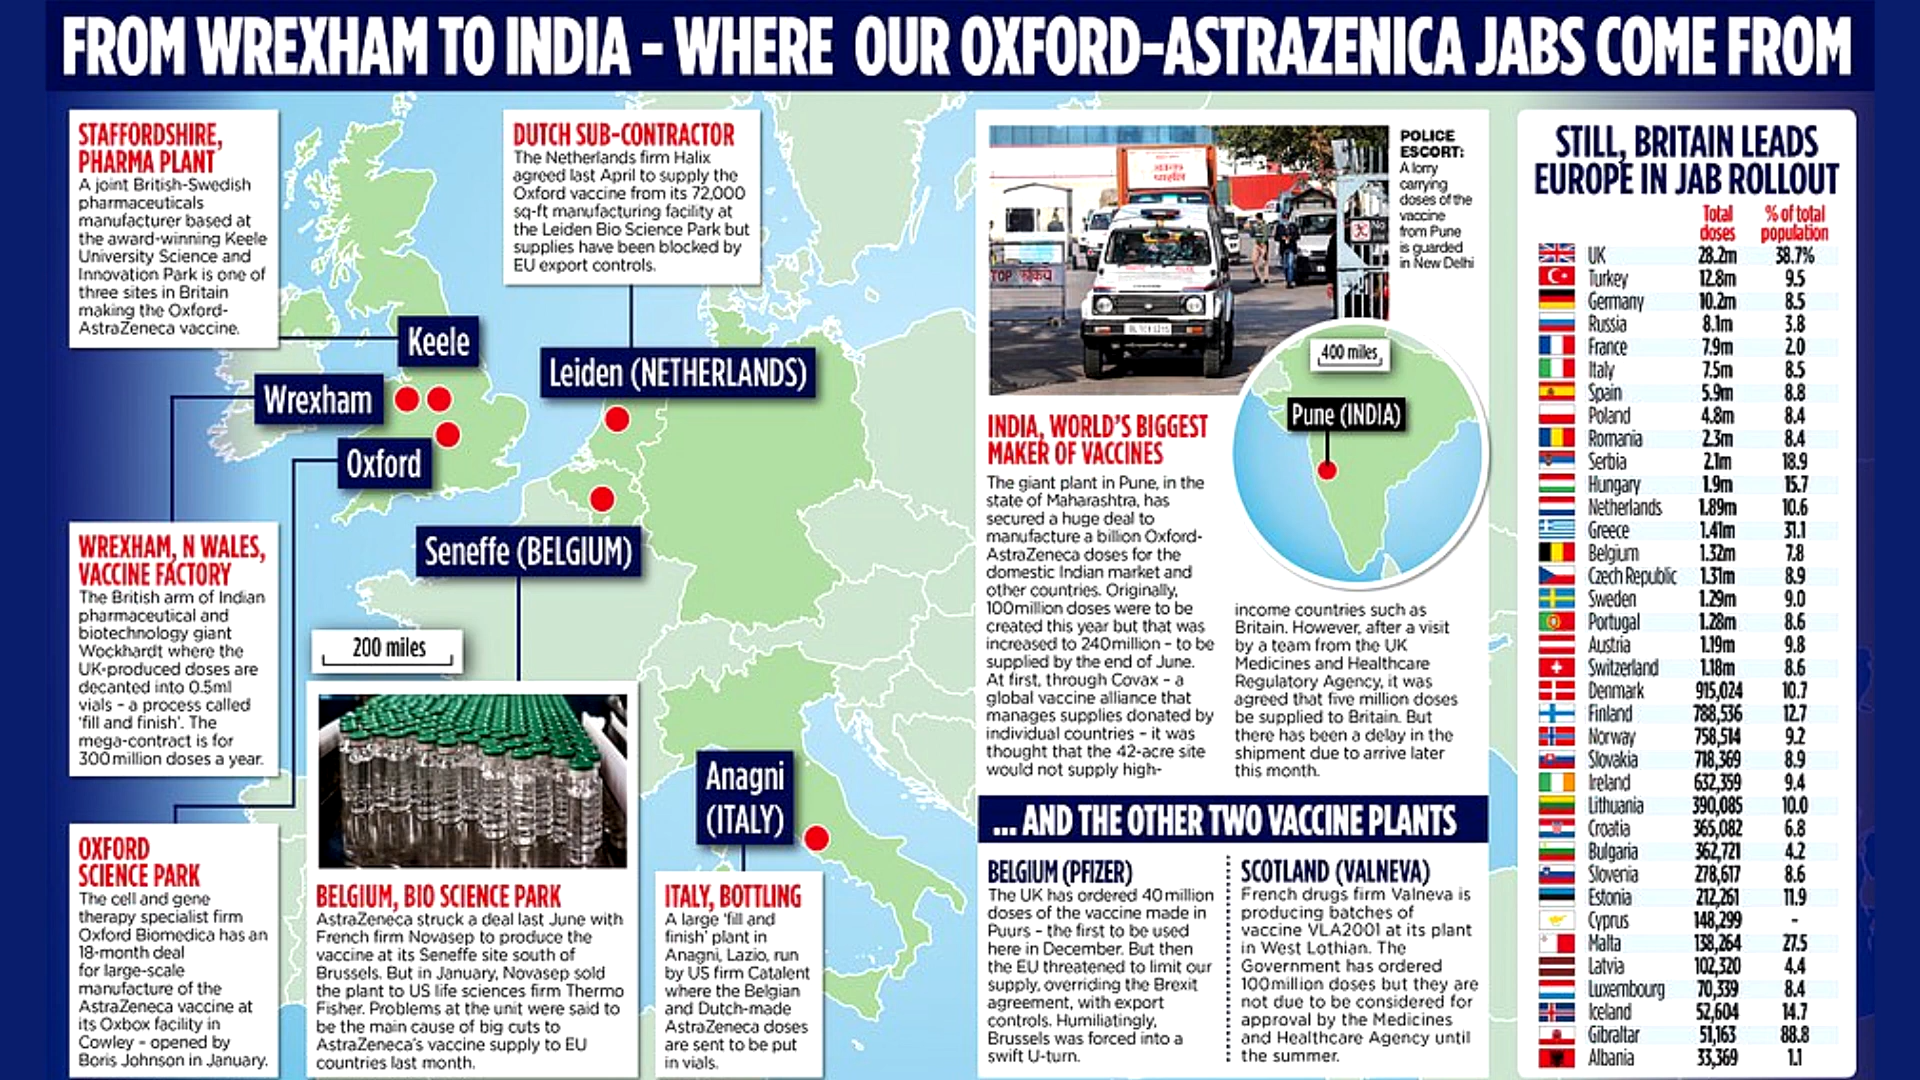 FROM WREXHAM TO INDIA - WHERE OUR OXFORD-ASTRAZENICA JABS COME FROM
STAFFORDSHIRE,
PHARMA PLANT
A joint British-Swedish
pharmaceuticals
manufacturer based at
the award-winning Keele
University Science and
Innovation Park is one of
three sites in Britain
making the Oxford-
AstraZeneca vaccine.
DUTCH SUB-CONTRACTOR
The Netherlands firm Halix
agreed last April to supply the
Oxford vaccine from its 72,000
sq-ft manufacturing facility at
the Leiden Bio Science Park but
supplies have been blocked by
EU export controls.
Keele
Leiden (NETHERLANDS)
Wrexham
Oxford
Seneffe (BELGIUM)
200 miles
Anagni
(ITALY)
WREXHAM, N WALES,
VACCINE FACTORY
The British arm of Indian
pharmaceutical and
biotechnology giant
Wockhardt where the
UK-produced doses are
decanted into 0.5ml
vials - a process called
'fill and finish'. The
mega-contract is for
300million doses a year.
OXFORD
SCIENCE PARK
The cell and gene
therapy specialist firm
Oxford Biomedica has an
18-month deal
for large-scale
manufacture of the
AstraZeneca vaccine at
its Oxbox facility in
Cowley - opened by
Boris Johnson in January.
BELGIUM, BIO SCIENCE PARK
AstraZeneca struck a deal last June with
French firm Novasep to produce the
vaccine at its Seneffe site south of
Brussels. But in January, Novasep sold
the plant to US life sciences firm Thermo
Fisher. Problems at the unit were said to
be the main cause of big cuts to
AstraZeneca's vaccine supply to EU
countries last month.
ITALY, BOTTLING
A large 'fill and
finish' plant in
Anagni, Lazio, run
by US firm Catalent
where the Belgian
and Dutch-made
AstraZeneca doses
are sent to be put
in vials.
POLICE
ESCORT:
A lorry
carrying
doses of the
vaccine
from Pune
is guarded
in New Delhi
400 miles
Pune (INDIA)
INDIA, WORLD'S BIGGEST
MAKER OF VACCINES
The giant plant in Pune, in the
state of Maharashtra, has
secured a huge deal to
manufacture a billion Oxford-
AstraZeneca doses for the
domestic Indian market and
other countries. Originally,
100million doses were to be
created this year but that was
increased to 240million - to be
supplied by the end of June.
At first, through Covax - a
global vaccine alliance that
manages supplies donated by
individual countries - it was
thought that the 42-acre site
would not supply high-
income countries such as
Britain. However, after a visit
by a team from the UK
Medicines and Healthcare
Regulatory Agency, it was
agreed that five million doses
be supplied to Britain. But
there has been a delay in the
shipment due to arrive later
this month.
... AND THE OTHER TWO VACCINE PLANTS
BELGIUM (PFIZER)
The UK has ordered 40million
doses of the vaccine made in
Puurs - the first to be used
here in December. But then
the EU threatened to limit our
supply, overriding the Brexit
agreement, with export
controls. Humiliatingly,
Brussels was forced into a
swift U-turn.
SCOTLAND (VALNEVA)
French drugs firm Valneva is
producing batches of
vaccine VLA2001 at its plant
in West Lothian. The
Government has ordered
100million doses but they are
not due to be considered for
approval by the Medicines
and Healthcare Agency until
the summer.
STILL, BRITAIN LEADS
EUROPE IN JAB ROLLOUT
Total doses % of total population
UK 28.2m 38.7%
Turkey 12.8m 9.5
Germany 10.2m 8.5
Russia 8.1m 3.8
France 7.9m 2.0
Italy 7.5m 8.5
Spain 5.9m 8.8
Poland 4.8m 8.4
Romania 2.3m 8.4
Serbia 2.1m 18.9
Hungary 1.9m 15.7
Netherlands 1.89m 10.6
Greece 1.41m 31.1
Belgium 1.32m 7.8
Czech Republic 1.31m 8.9
Sweden 1.29m 9.0
Portugal 1.28m 8.6
Austria 1.19m 9.8
Switzerland 1.18m 8.6
Denmark 915,024 10.7
Finland 788,536 12.7
Norway 758,514 9.2
Slovakia 718,369 8.9
Ireland 632,359 9.4
Lithuania 390,085 10.0
Croatia 365,082 6.8
Bulgaria 362,721 4.2
Slovenia 278,617 8.6
Estonia 212,261 11.9
Cyprus 148,299 -
Malta 138,264 27.5
Latvia 102,320 4.4
Luxembourg 70,339 8.4
Iceland 52,604 14.7
Gibraltar 51,163 88.8
Albania 33,369 1.1